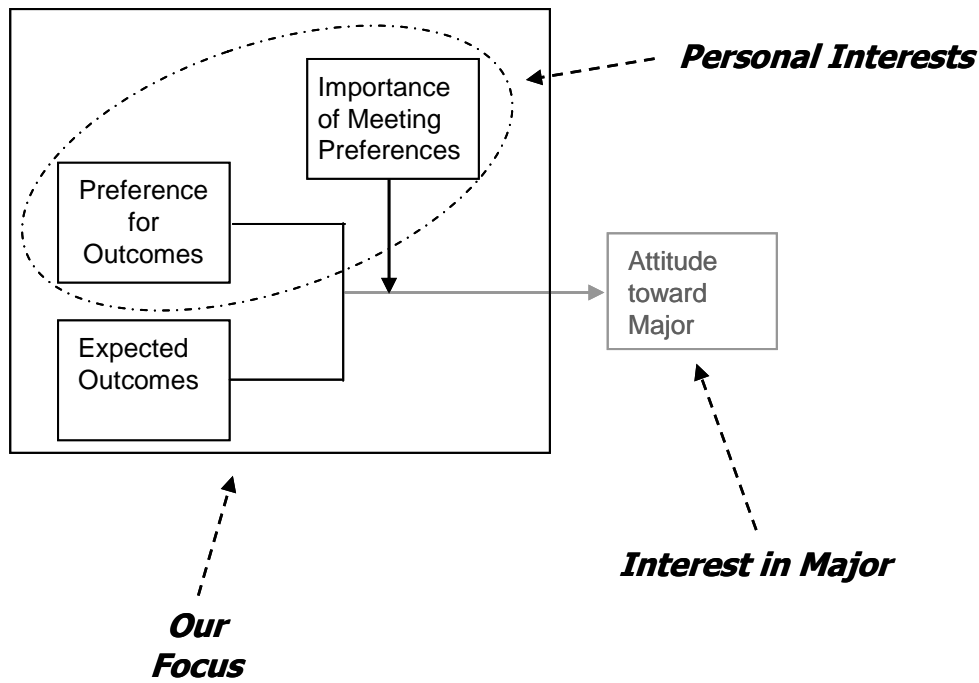 Personal Interests
Importance
of Meeting
Preferences
Preference
for
Outcomes
Attitude
toward
Major
Expected
Outcomes
Interest in Major
Our
Focus